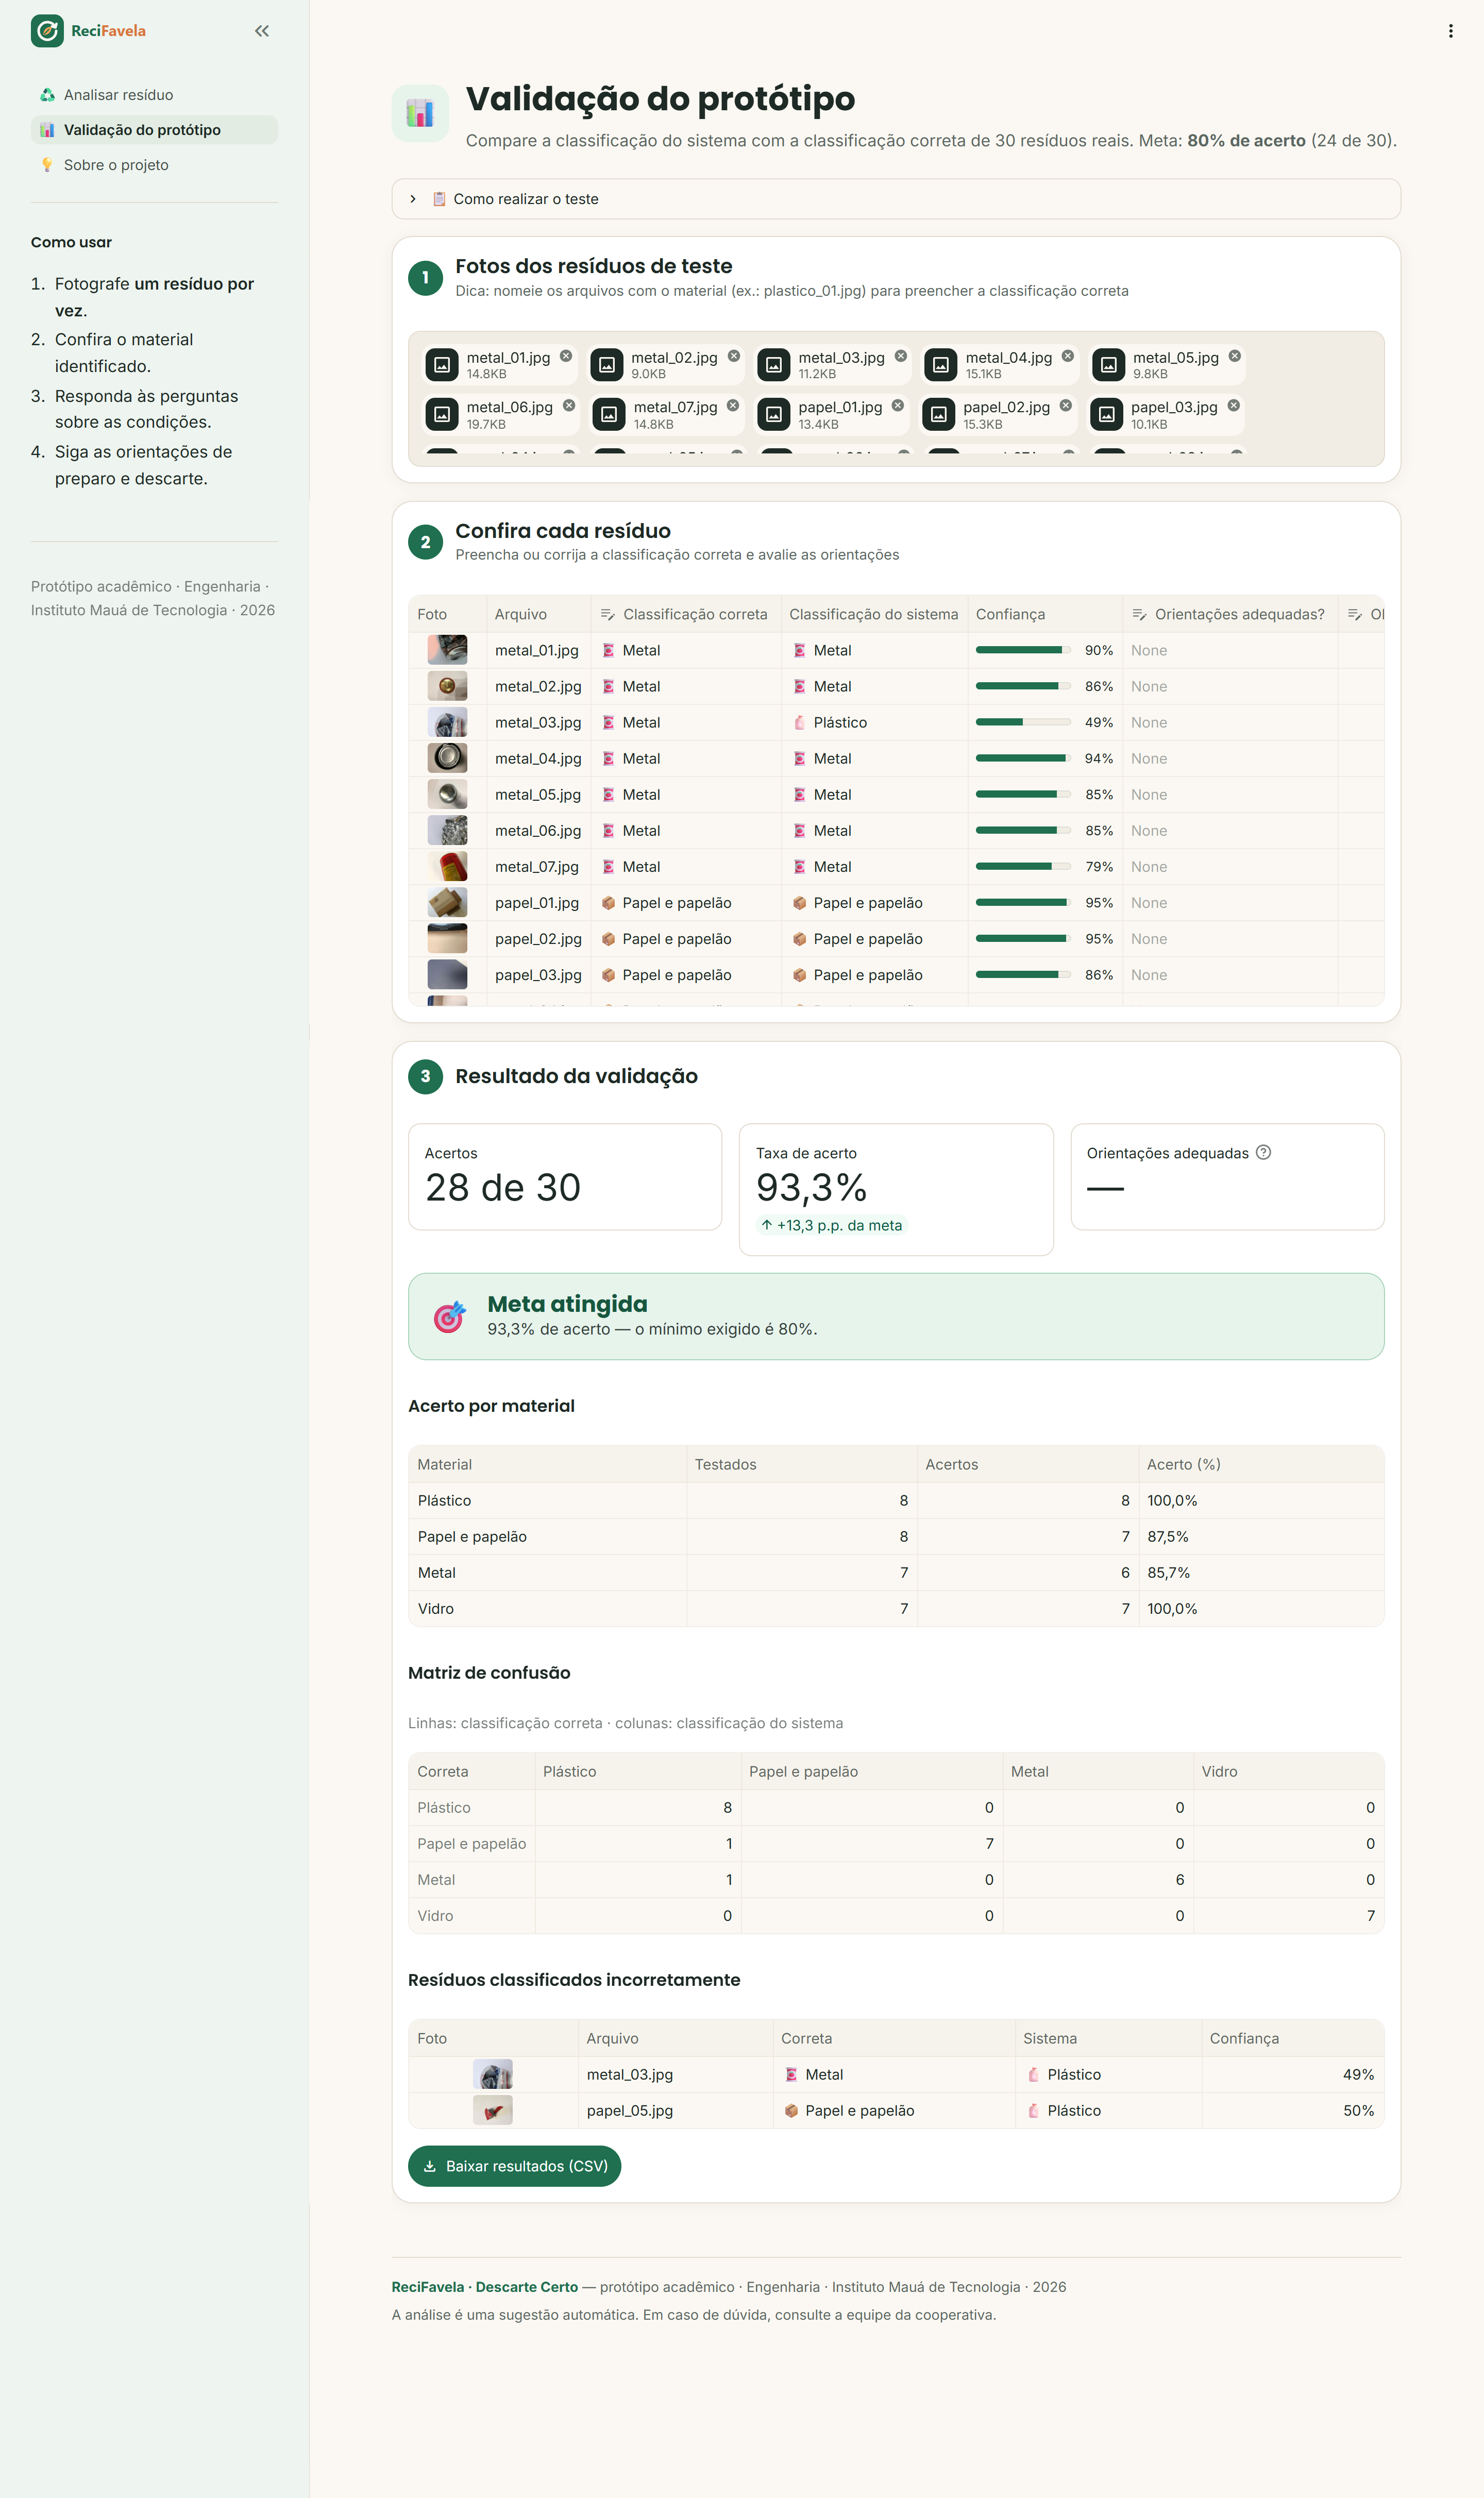 ReciFavela
Analisar resíduo
Validação do protótipo
Sobre o projeto
Como usar
1. Fotografe um resíduo por
vez.
2. Confira o material
identificado.
3. Responda às perguntas
sobre as condições.
4. Siga as orientações de
preparo e descarte.
Protótipo acadêmico · Engenharia ·
Instituto Mauá de Tecnologia · 2026
Validação do protótipo
Compare a classificação do sistema com a classificação correta de 30 resíduos reais. Meta: 80% de acerto (24 de 30).
Como realizar o teste
1 Fotos dos resíduos de teste
Dica: nomeie os arquivos com o material (ex.: plastico_01.jpg) para preencher a classificação correta
metal_01.jpg metal_02.jpg metal_03.jpg metal_04.jpg metal_05.jpg
14.8KB 9.0KB 11.2KB 15.1KB 9.8KB
metal_06.jpg metal_07.jpg papel_01.jpg papel_02.jpg papel_03.jpg
19.7KB 14.8KB 13.4KB 15.3KB 10.1KB
2 Confira cada resíduo
Preencha ou corrija a classificação correta e avalie as orientações
Foto Arquivo Classificação correta Classificação do sistema Confiança Orientações adequadas?
metal_01.jpg Metal Metal 90% None
metal_02.jpg Metal Metal 86% None
metal_03.jpg Metal Plástico 49% None
metal_04.jpg Metal Metal 94% None
metal_05.jpg Metal Metal 85% None
metal_06.jpg Metal Metal 85% None
metal_07.jpg Metal Metal 79% None
papel_01.jpg Papel e papelão Papel e papelão 95% None
papel_02.jpg Papel e papelão Papel e papelão 95% None
papel_03.jpg Papel e papelão Papel e papelão 86% None
3 Resultado da validação
Acertos
28 de 30
Taxa de acerto
93,3%
↑ +13,3 p.p. da meta
Orientações adequadas
—
Meta atingida
93,3% de acerto — o mínimo exigido é 80%.
Acerto por material
Material Testados Acertos Acerto (%)
Plástico 8 8 100,0%
Papel e papelão 8 7 87,5%
Metal 7 6 85,7%
Vidro 7 7 100,0%
Matriz de confusão
Linhas: classificação correta · colunas: classificação do sistema
Correta Plástico Papel e papelão Metal Vidro
Plástico 8 0 0 0
Papel e papelão 1 7 0 0
Metal 1 0 6 0
Vidro 0 0 0 7
Resíduos classificados incorretamente
Foto Arquivo Correta Sistema Confiança
metal_03.jpg Metal Plástico 49%
papel_05.jpg Papel e papelão Plástico 50%
Baixar resultados (CSV)
ReciFavela · Descarte Certo — protótipo acadêmico · Engenharia · Instituto Mauá de Tecnologia · 2026
A análise é uma sugestão automática. Em caso de dúvida, consulte a equipe da cooperativa.